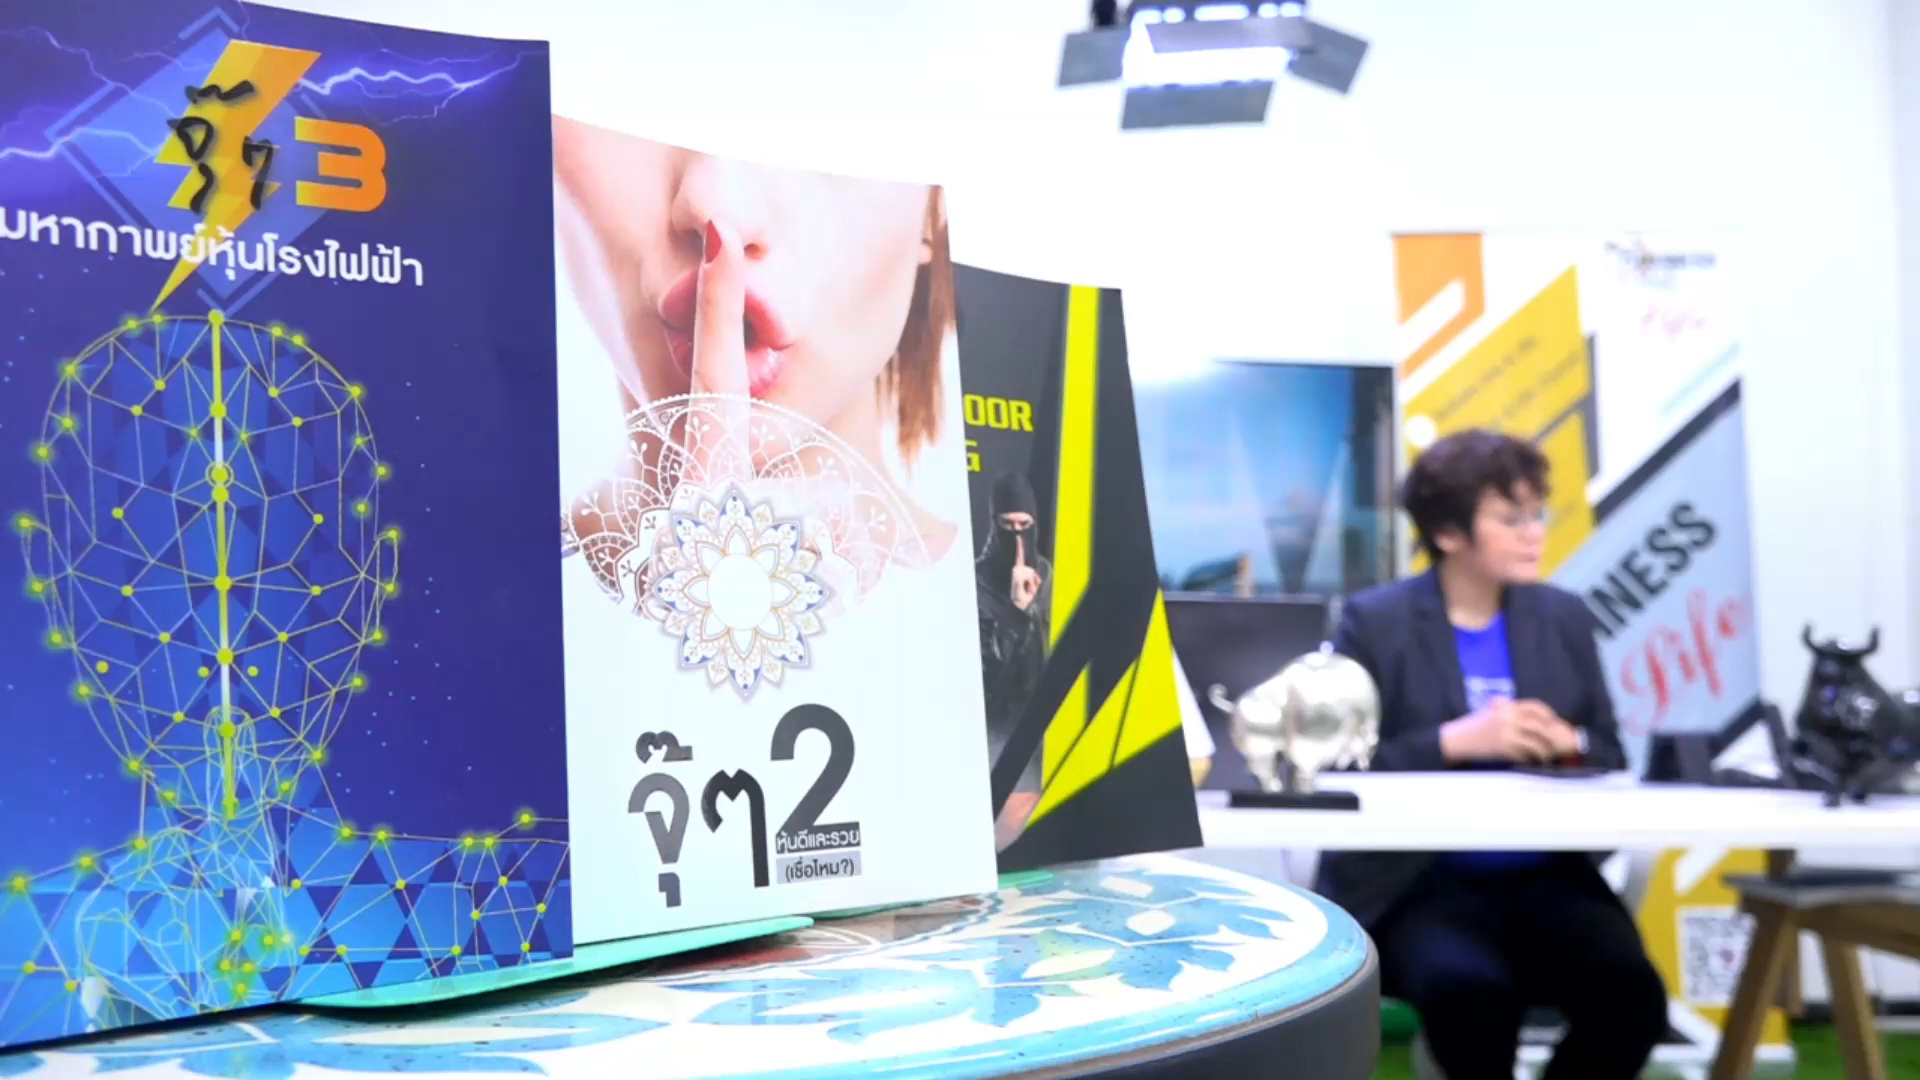 จุ๊ๆ 3
มหากาพย์หุ้นโรงไฟฟ้า
จุ๊ๆ 2
หุ้นดีและรวย
(เชื่อไหม?)
OOR
G
INESS
Life